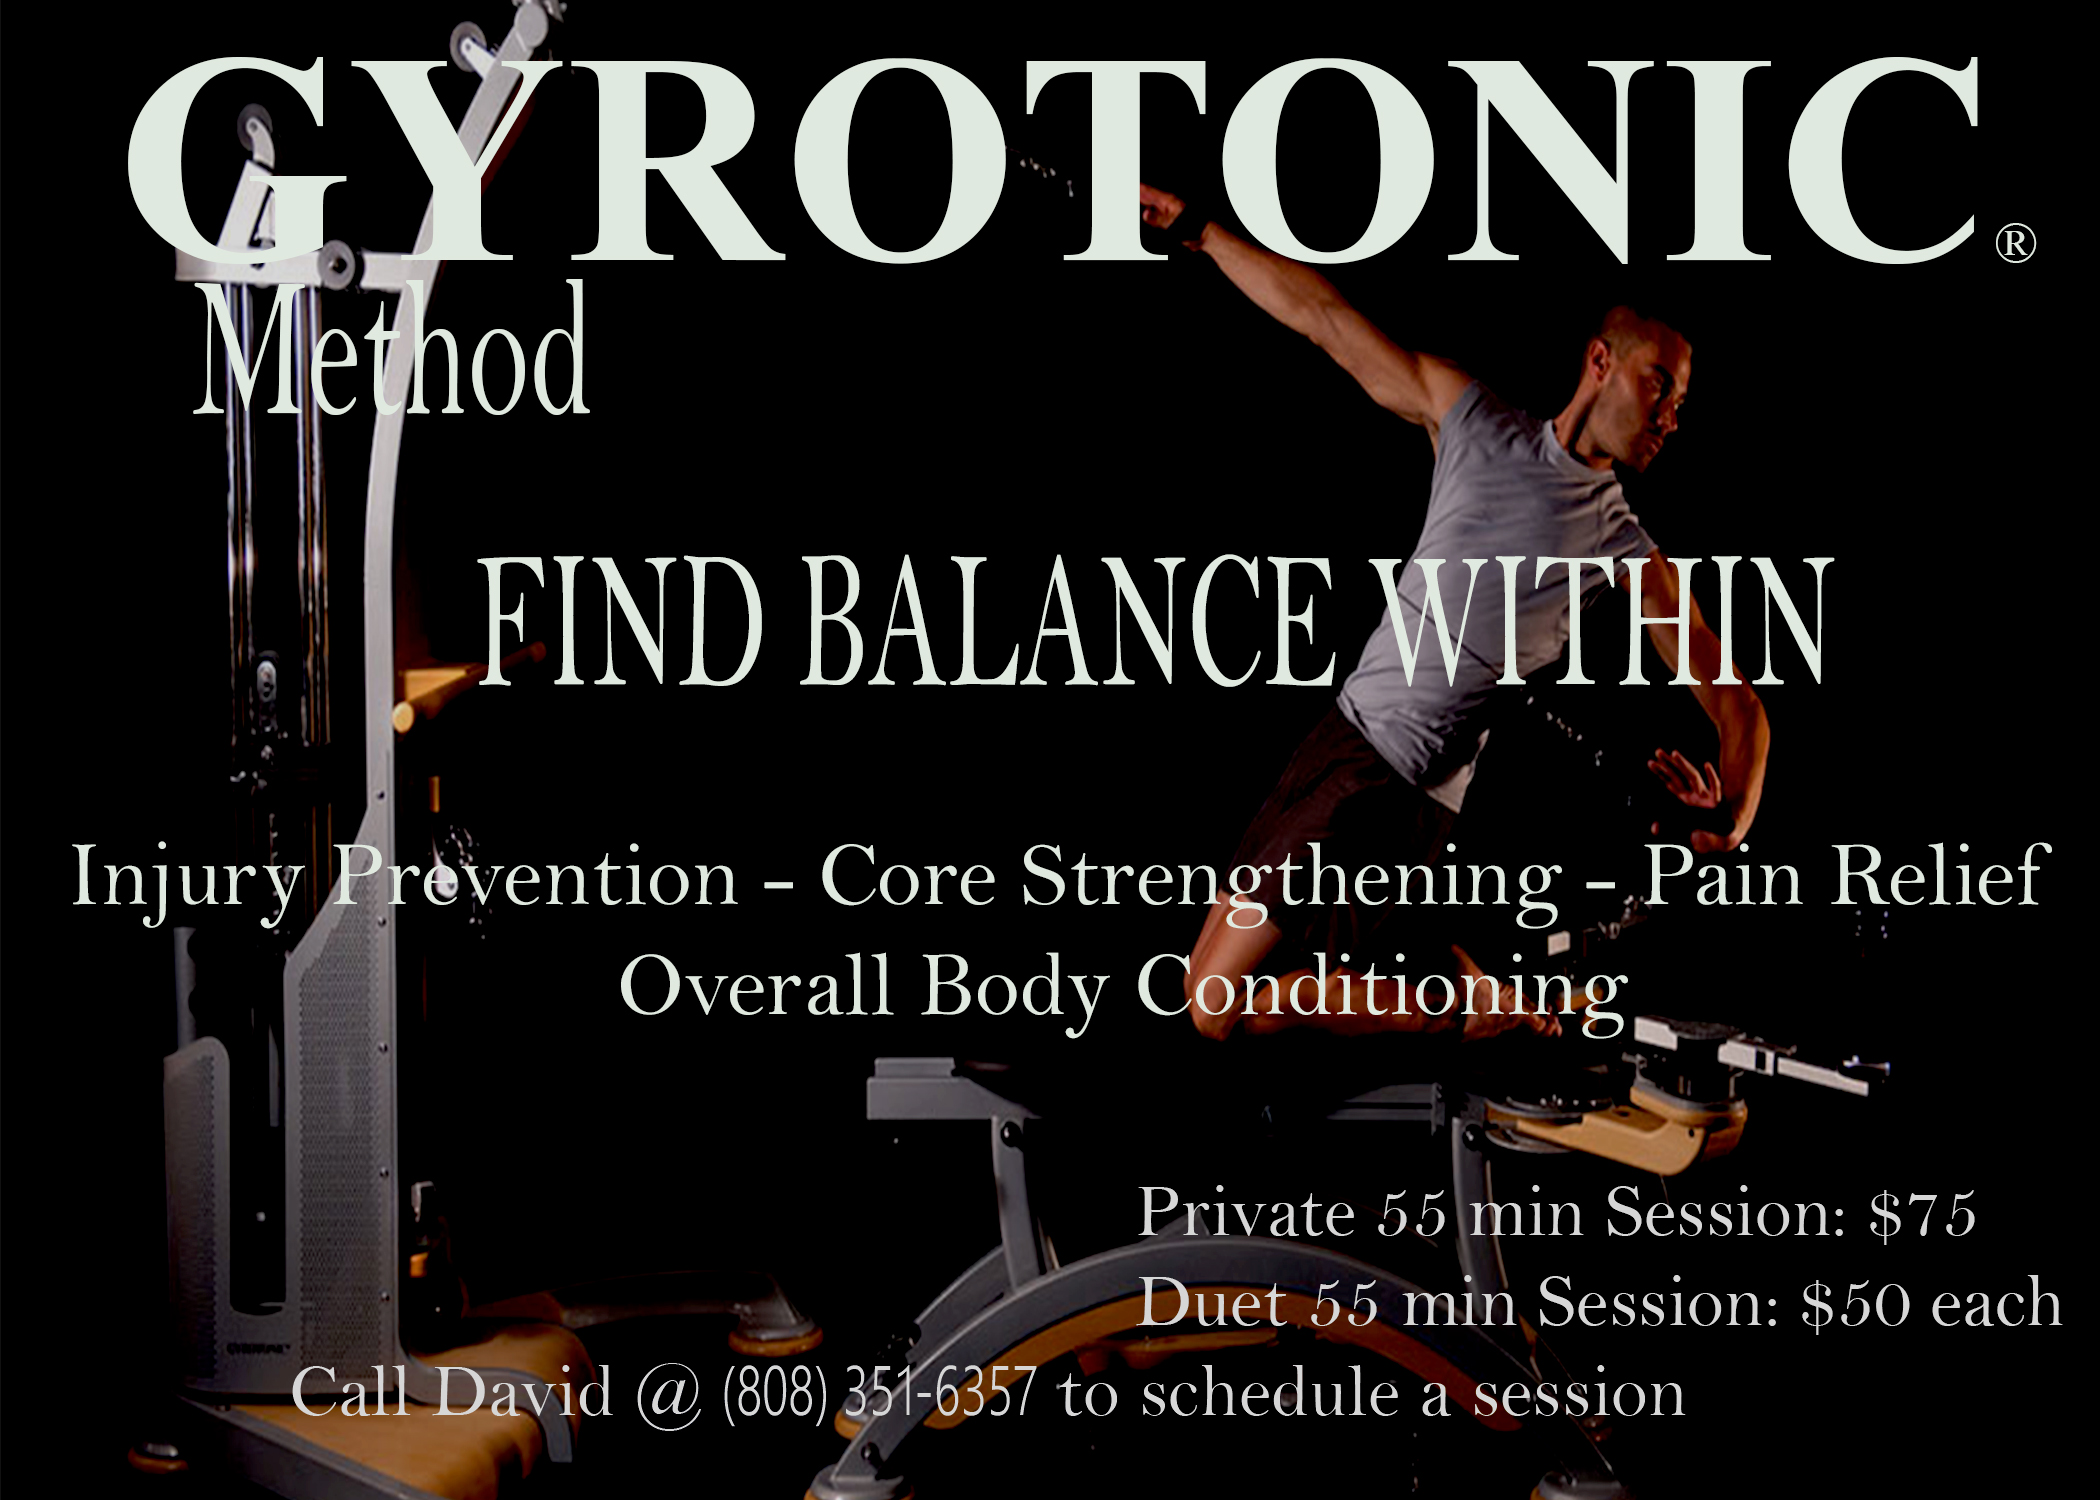 GYROTONIC®
Method
FIND BALANCE WITHIN
Injury Prevention - Core Strengthening - Pain Relief
Overall Body Conditioning
Private 55 min Session: $75
Duet 55 min Session: $50 each
Call David @ (808) 351-6357 to schedule a session